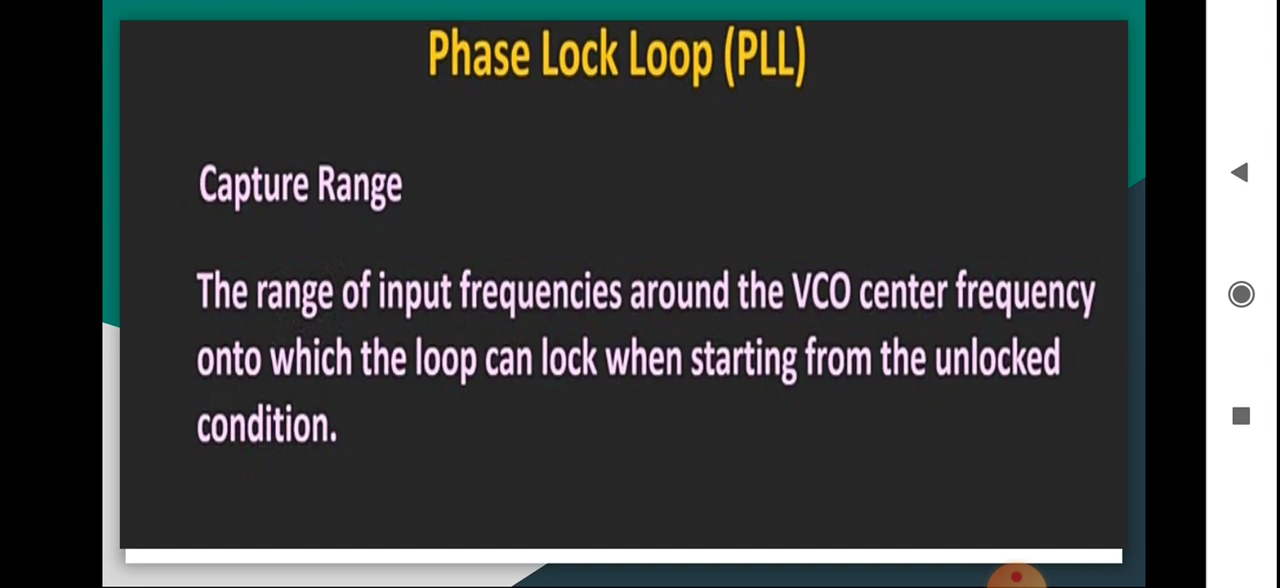 Phase Lock Loop (PLL)
Capture Range
The range of input frequencies around the VCO center frequency
onto which the loop can lock when starting from the unlocked
condition.